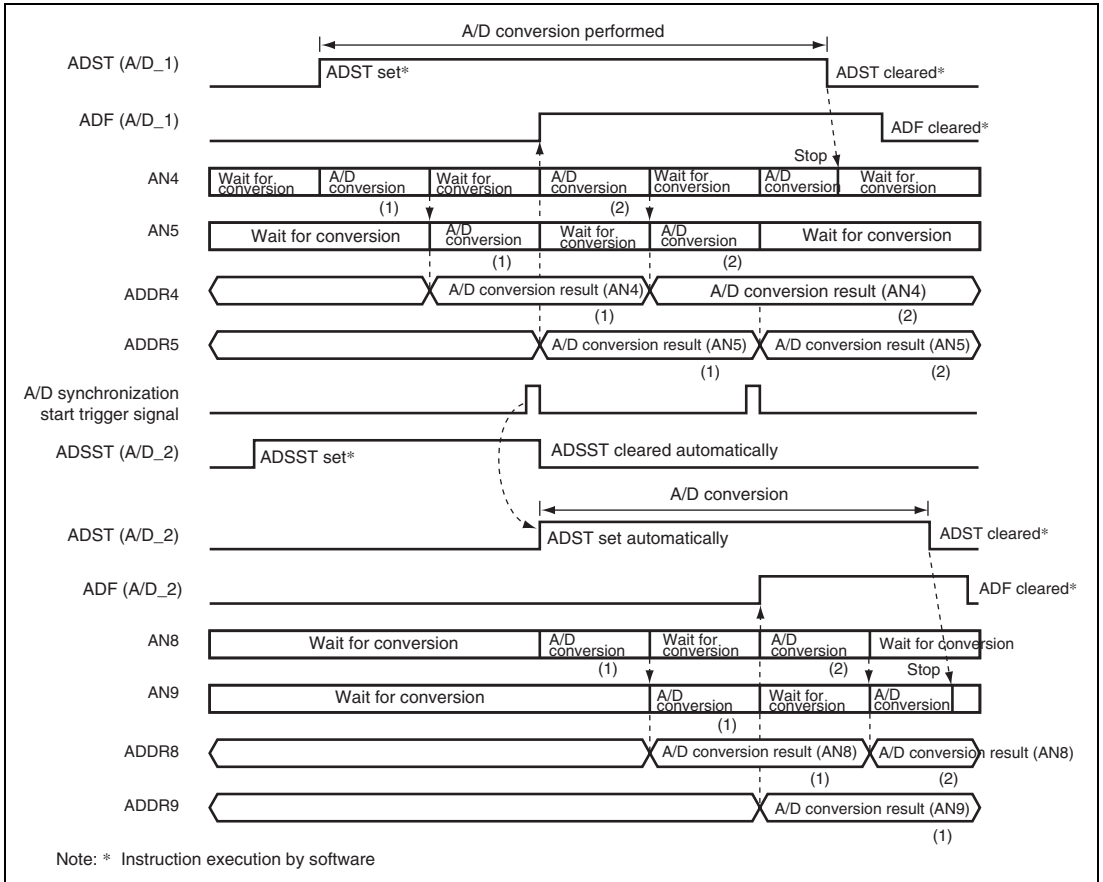 A/D conversion performed
ADST (A/D_1)
ADST set*
ADST cleared*
ADF (A/D_1)
ADF cleared*
Stop
AN4
Wait for conversion
A/D conversion
Wait for conversion
A/D conversion
Wait for conversion
A/D conversion
Wait for conversion
(1)
(2)
AN5
Wait for conversion
A/D conversion
Wait for conversion
A/D conversion
Wait for conversion
(1)
(2)
ADDR4
A/D conversion result (AN4)
A/D conversion result (AN4)
(1)
(2)
ADDR5
A/D conversion result (AN5)
A/D conversion result (AN5)
(1)
(2)
A/D synchronization
start trigger signal
ADSST (A/D_2)
ADSST set*
ADSST cleared automatically
A/D conversion
ADST (A/D_2)
ADST set automatically
ADST cleared*
ADF (A/D_2)
ADF cleared*
AN8
Wait for conversion
A/D conversion
Wait for conversion
A/D conversion
Wait for conversion
(1)
(2)
Stop
AN9
Wait for conversion
A/D conversion
Wait for conversion
A/D conversion
(1)
ADDR8
A/D conversion result (AN8)
A/D conversion result (AN8)
(1)
(2)
ADDR9
A/D conversion result (AN9)
(1)
Note: * Instruction execution by software